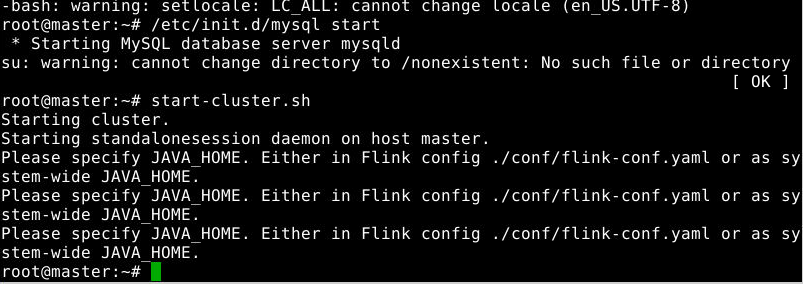 -bash: warning: setlocale: LC_ALL: cannot change locale (en_US.UTF-8)
root@master:~# /etc/init.d/mysql start
 * Starting MySQL database server mysqld
su: warning: cannot change directory to /nonexistent: No such file or directory
[ OK ]
root@master:~# start-cluster.sh
Starting cluster.
Starting standalonesession daemon on host master.
Please specify JAVA_HOME. Either in Flink config ./conf/flink-conf.yaml or as sy
stem-wide JAVA_HOME.
Please specify JAVA_HOME. Either in Flink config ./conf/flink-conf.yaml or as sy
stem-wide JAVA_HOME.
Please specify JAVA_HOME. Either in Flink config ./conf/flink-conf.yaml or as sy
stem-wide JAVA_HOME.
root@master:~#